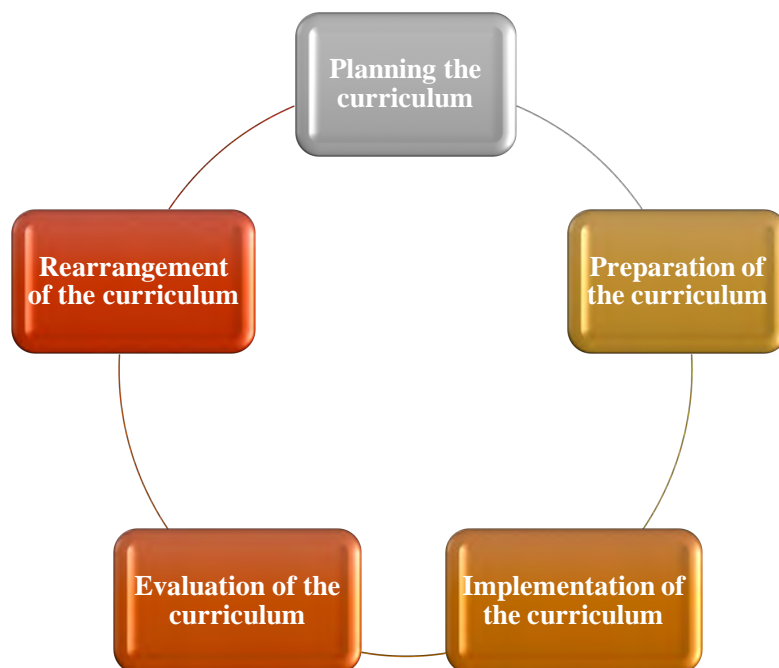 Planning the
curriculum
Preparation of
the curriculum
Implementation of
the curriculum
Evaluation of the
curriculum
Rearrangement
of the curriculum